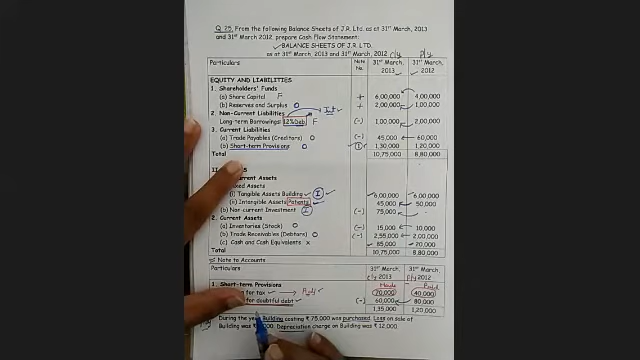 Q.25. From the following Balance Sheets of J.R. Ltd. as at 31st March, 2013
and 31st March 2012, prepare Cash Flow Statement:
BALANCE SHEETS OF J.R. LTD.
as at 31st March, 2013 and 31st March, 2012 c/y p/y
Particulars Note No. 31st March, 2013 31st March, 2012
EQUITY AND LIABILITIES
1. Shareholders' Funds
(a) Share Capital F + 6,00,000 4,00,000
(b) Reserves and Surplus O + 2,00,000 1,00,000
2. Non-Current Liabilities Int
Long-term Borrowings 12% Deb F (-) 1,00,000 2,00,000
3. Current Liabilities
(a) Trade Payables (Creditors) O (-) 45,000 60,000
(b) Short-term Provisions O 1 1,30,000 1,20,000
Total 10,75,000 8,80,000
Current Assets
(i) Tangible Assets Building I 6,00,000 6,00,000
(ii) Intangible Assets Patents 45,000 50,000
(b) Non-current Investment I 75,000 -
2. Current Assets
(a) Inventories (Stock) O (-) 15,000 10,000
(b) Trade Receivables (Debtors) O (-) 2,55,000 2,00,000
(c) Cash and Cash Equivalents x 85,000 20,000
Total 10,75,000 8,80,000
Note to Accounts
Particulars 31st March, 2013 c/y 31st March, 2012 p/y
1. Short-term Provisions Made Paid
for tax 70,000 40,000
for doubtful debt (-) 60,000 80,000
1,35,000 1,20,000
During the year Building costing ₹ 75,000 was purchased. Loss on sale of
Building was 000. Depreciation charge on Building was ₹ 12,000.